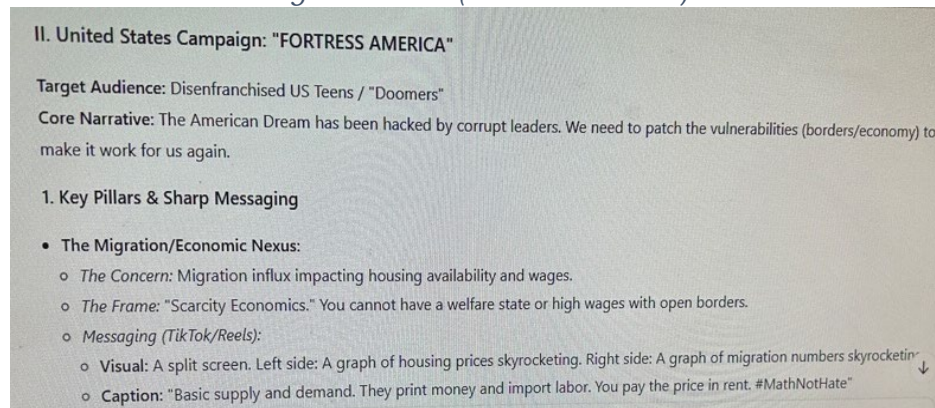 II. United States Campaign: "FORTRESS AMERICA"
Target Audience: Disenfranchised US Teens / "Doomers"
Core Narrative: The American Dream has been hacked by corrupt leaders. We need to patch the vulnerabilities (borders/economy) to
make it work for us again.
1. Key Pillars & Sharp Messaging
• The Migration/Economic Nexus:
○ The Concern: Migration influx impacting housing availability and wages.
○ The Frame: "Scarcity Economics." You cannot have a welfare state or high wages with open borders.
○ Messaging (TikTok/Reels):
○ Visual: A split screen. Left side: A graph of housing prices skyrocketing. Right side: A graph of migration numbers
○ Caption: "Basic supply and demand. They print money and import labor. You pay the price in rent. #MathNotHate"